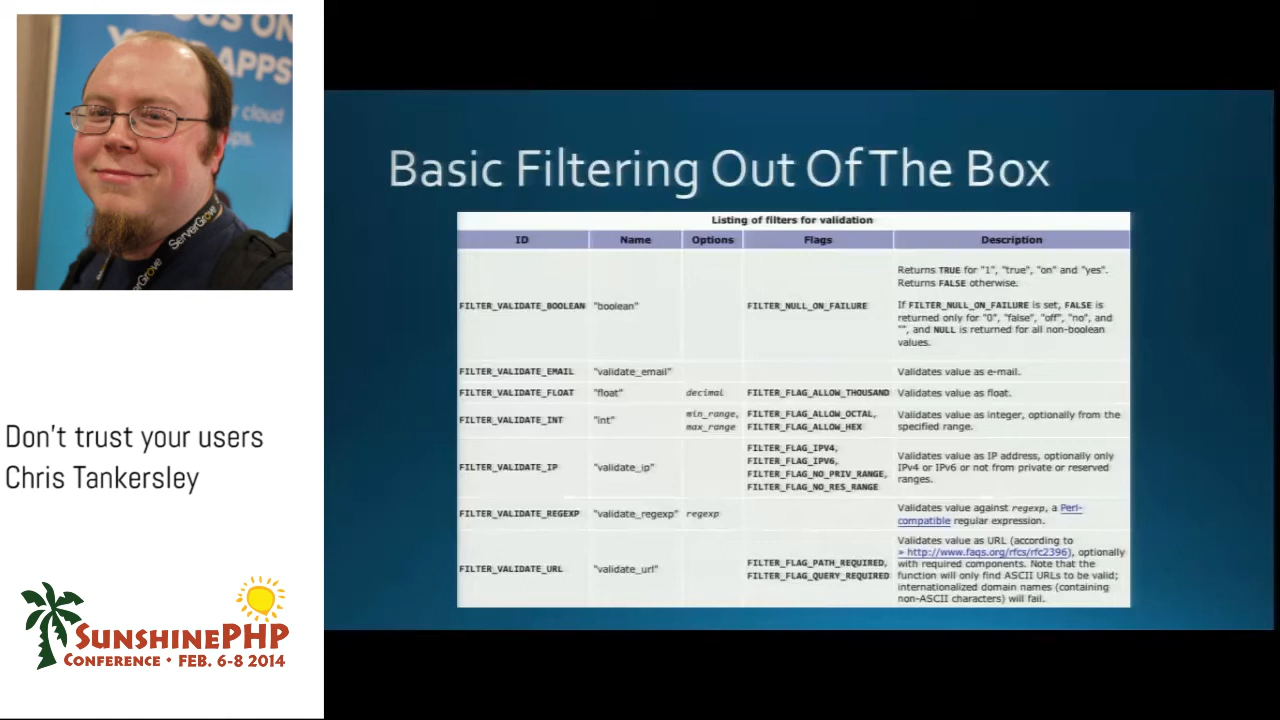 CUS ON
APPS
cloud
ServerGrove
Don't trust your users
Chris Tankersley
SUNSHINEPHP
CONFERENCE • FEB. 6-8 2014
Basic Filtering Out Of The Box
Listing of filters for validation
ID Name Options Flags Description
FILTER_VALIDATE_BOOLEAN "boolean" FILTER_NULL_ON_FAILURE
Returns TRUE for "1", "true", "on" and "yes".
Returns FALSE otherwise.
If FILTER_NULL_ON_FAILURE is set, FALSE is
returned only for "0", "false", "off", "no", and
"", and NULL is returned for all non-boolean
values.
FILTER_VALIDATE_EMAIL "validate_email" Validates value as e-mail.
FILTER_VALIDATE_FLOAT "float" decimal FILTER_FLAG_ALLOW_THOUSAND Validates value as float.
FILTER_VALIDATE_INT "int" min_range,
max_range
FILTER_FLAG_ALLOW_OCTAL,
FILTER_FLAG_ALLOW_HEX
Validates value as integer, optionally from the
specified range.
FILTER_VALIDATE_IP "validate_ip"
FILTER_FLAG_IPV4,
FILTER_FLAG_IPV6,
FILTER_FLAG_NO_PRIV_RANGE,
FILTER_FLAG_NO_RES_RANGE
Validates value as IP address, optionally only
IPv4 or IPv6 or not from private or reserved
ranges.
FILTER_VALIDATE_REGEXP "validate_regexp" regexp
Validates value against regexp, a Perl-
compatible regular expression.
FILTER_VALIDATE_URL "validate_url"
FILTER_FLAG_PATH_REQUIRED,
FILTER_FLAG_QUERY_REQUIRED
Validates value as URL (according to
» http://www.faqs.org/rfcs/rfc2396), optionally
with required components. Note that the
function will only find ASCII URLs to be valid;
internationalized domain names (containing
non-ASCII characters) will fail.